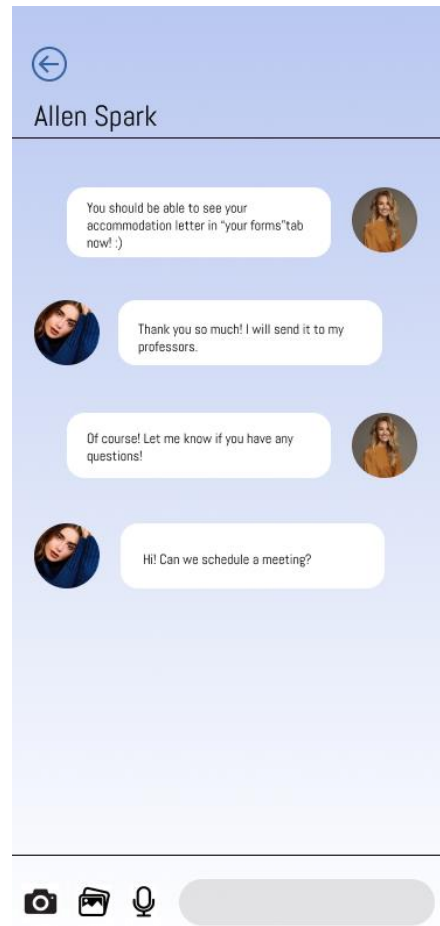 Allen Spark
You should be able to see your
accommodation letter in “your forms”tab
now! :)
Thank you so much! I will send it to my
professors.
Of course! Let me know if you have any
questions!
Hi! Can we schedule a meeting?